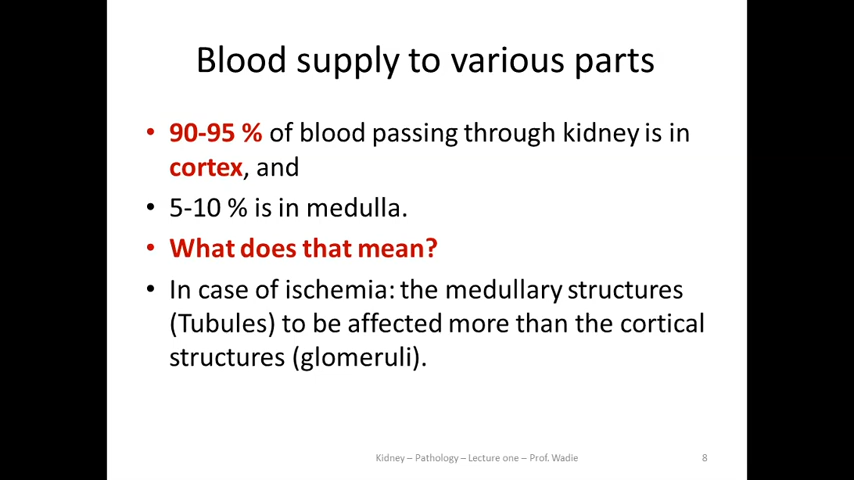 Blood supply to various parts
• 90-95 % of blood passing through kidney is in
cortex, and
• 5-10 % is in medulla.
• What does that mean?
• In case of ischemia: the medullary structures
(Tubules) to be affected more than the cortical
structures (glomeruli).
Kidney – Pathology – Lecture one – Prof. Wadie
8